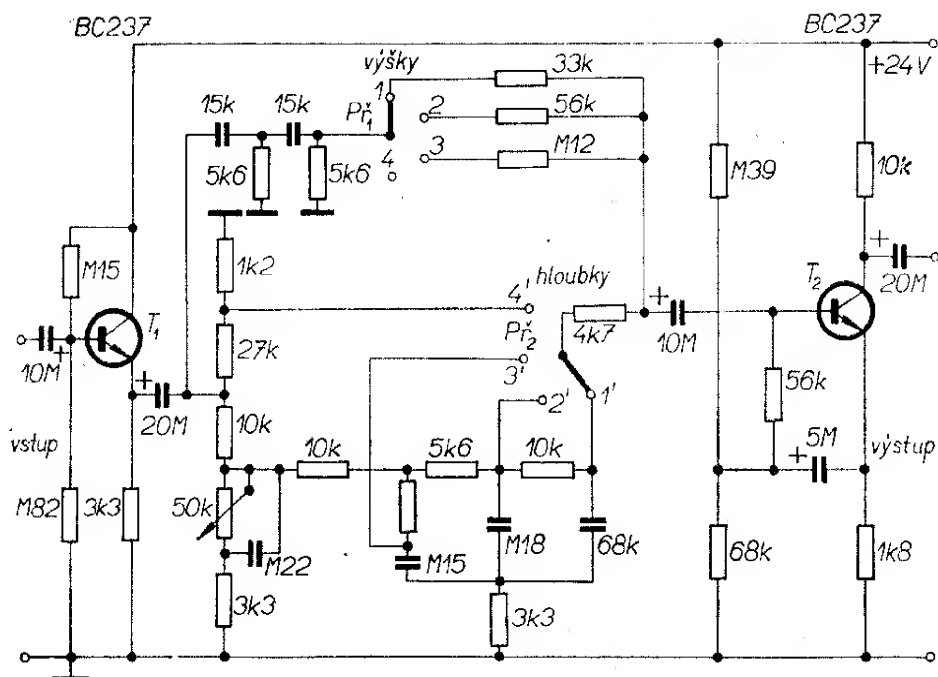 BC237
BC237
výšky
33k
+24V
15k
15k
1
Př1
2
56k
5k6
5k6
4
3
M12
M39
10k
M15
1k2
hloubky
4'
T1
Př2
4k7
+
T2
+
20M
10M
+
27k
3'
10M
+
20M
2'
1'
56k
vstup
10k
10k
5k6
10k
+
5M
výstup
M82
3k3
50k
M22
M15
M18
68k
68k
1k8
3k3
3k3